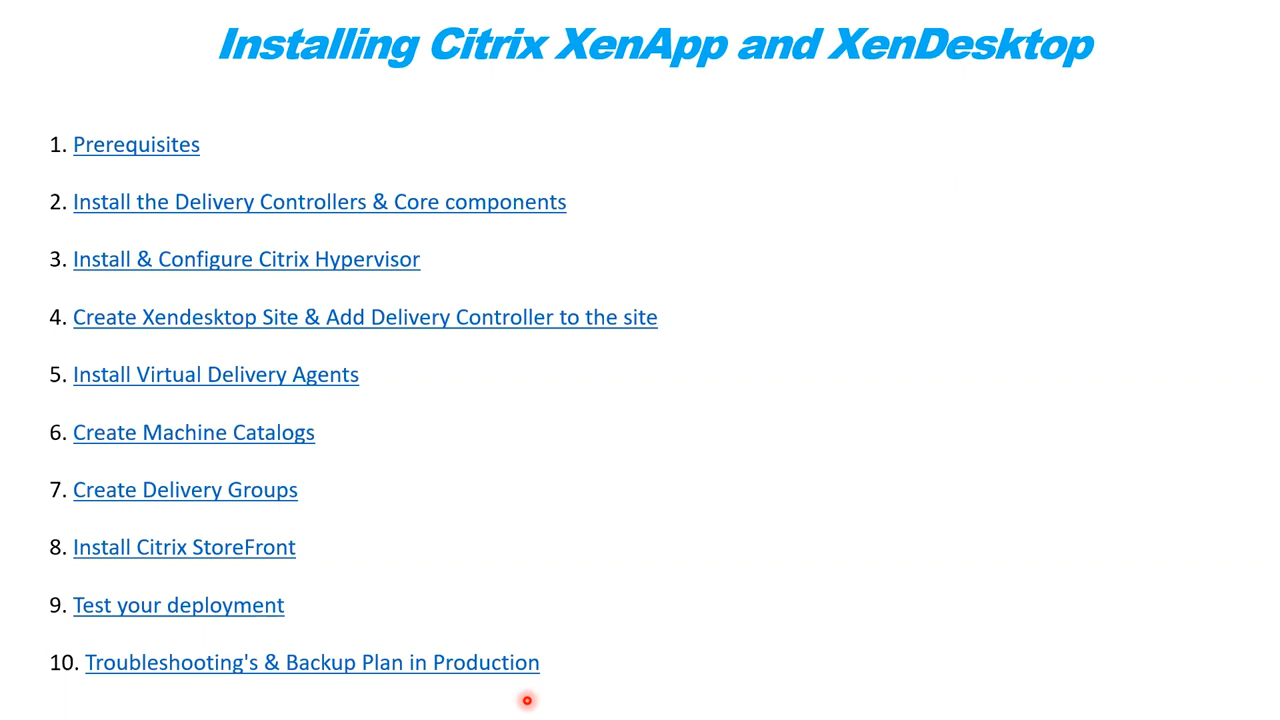 Installing Citrix XenApp and XenDesktop
1. Prerequisites
2. Install the Delivery Controllers & Core components
3. Install & Configure Citrix Hypervisor
4. Create Xendesktop Site & Add Delivery Controller to the site
5. Install Virtual Delivery Agents
6. Create Machine Catalogs
7. Create Delivery Groups
8. Install Citrix StoreFront
9. Test your deployment
10. Troubleshooting's & Backup Plan in Production